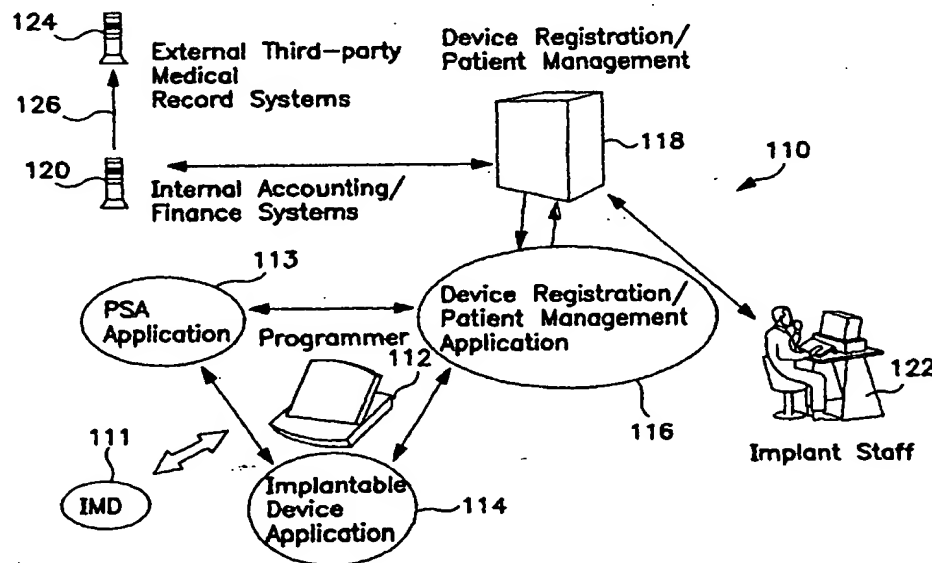 124
External Third-party
Medical
Record Systems
126
120
Internal Accounting/
Finance Systems
Device Registration/
Patient Management
118
110
113
PSA
Application
Programmer
112
Device Registration/
Patient Management
Application
116
122
Implant Staff
111
IMD
Implantable
Device
Application
114